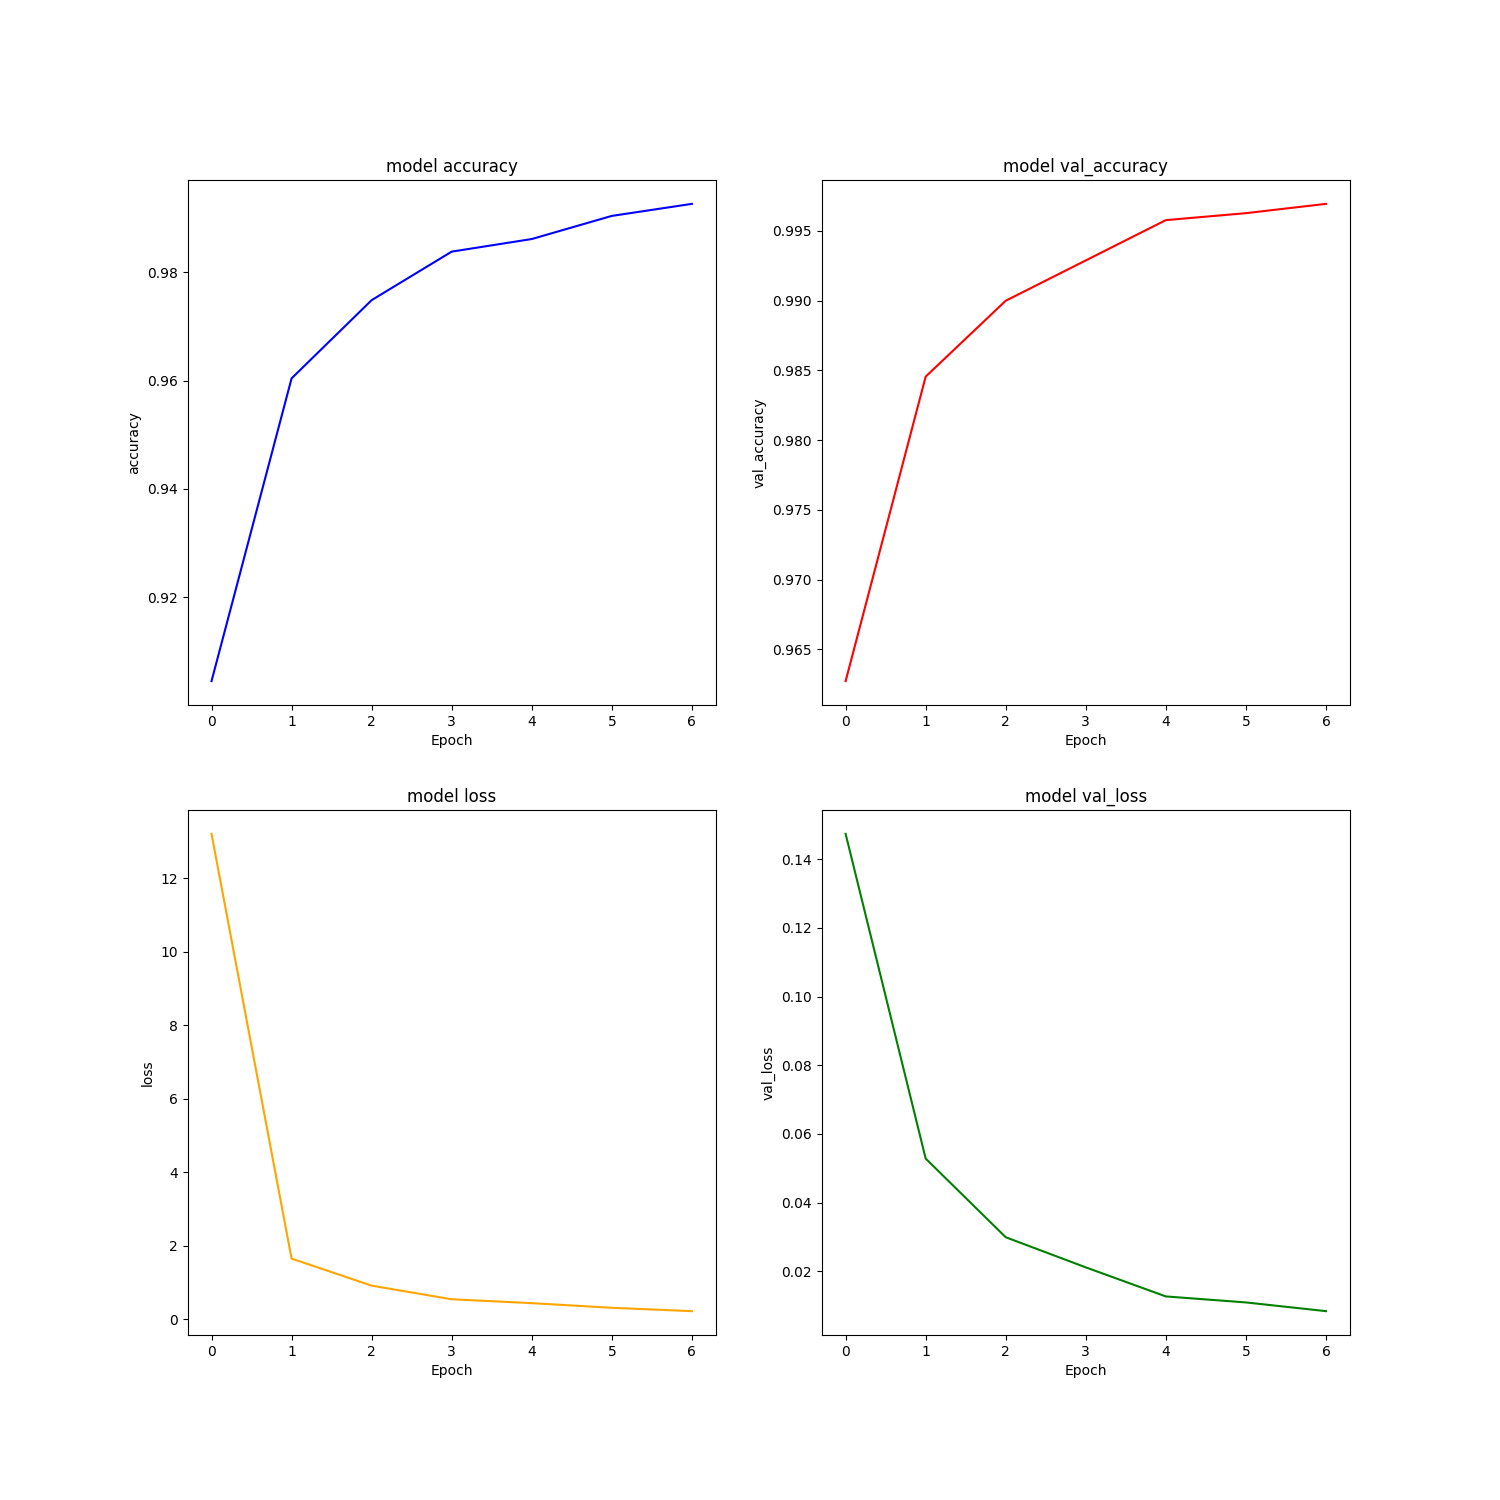 model accuracy
0.98
0.96
0.94
0.92
accuracy
0 1 2 3 4 5 6
Epoch
model val_accuracy
0.995
0.990
0.985
0.980
0.975
0.970
0.965
val_accuracy
0 1 2 3 4 5 6
Epoch
model loss
12
10
8
6
4
2
0
loss
0 1 2 3 4 5 6
Epoch
model val_loss
0.14
0.12
0.10
0.08
0.06
0.04
0.02
val_loss
0 1 2 3 4 5 6
Epoch